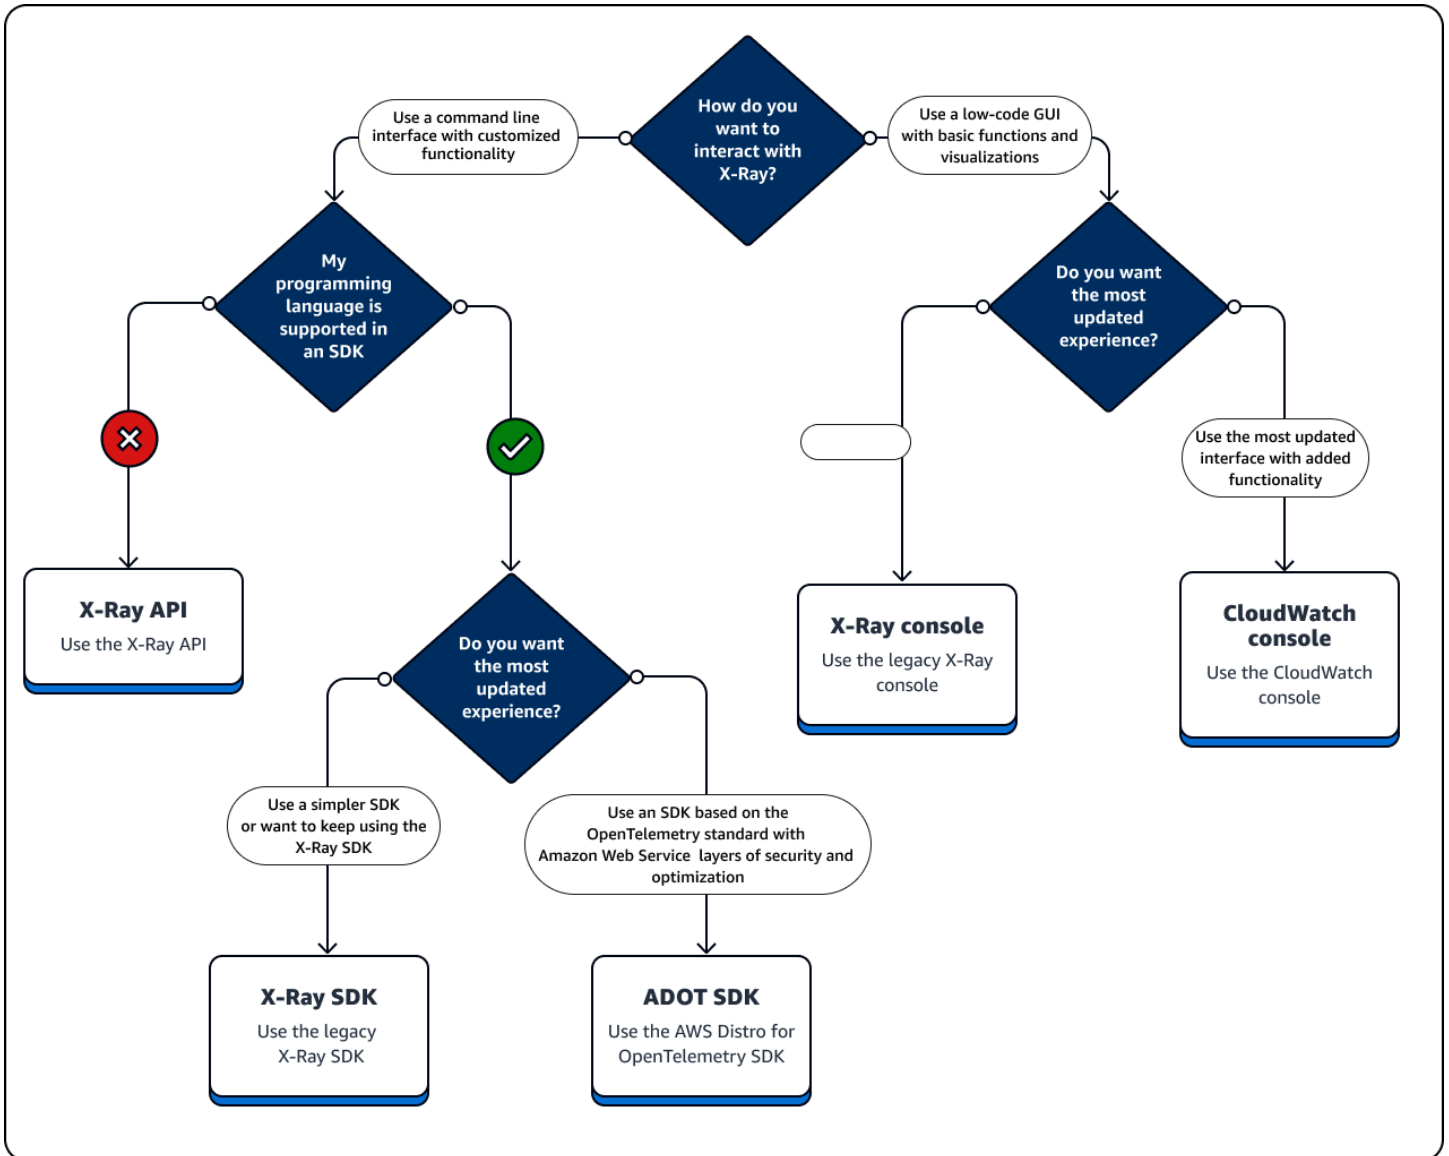 How do you
want to
interact with
X-Ray?
Use a command line
interface with customized
functionality
Use a low-code GUI
with basic functions and
visualizations
My
programming
language is
supported in
an SDK
Do you want
the most
updated
experience?
Use the most updated
interface with added
functionality
X-Ray API
Use the X-Ray API
Do you want
the most
updated
experience?
X-Ray console
Use the legacy X-Ray
console
CloudWatch
console
Use the CloudWatch
console
Use a simpler SDK
or want to keep using the
X-Ray SDK
Use an SDK based on the
OpenTelemetry standard with
Amazon Web Service layers of security and
optimization
X-Ray SDK
Use the legacy
X-Ray SDK
ADOT SDK
Use the AWS Distro for
OpenTelemetry SDK